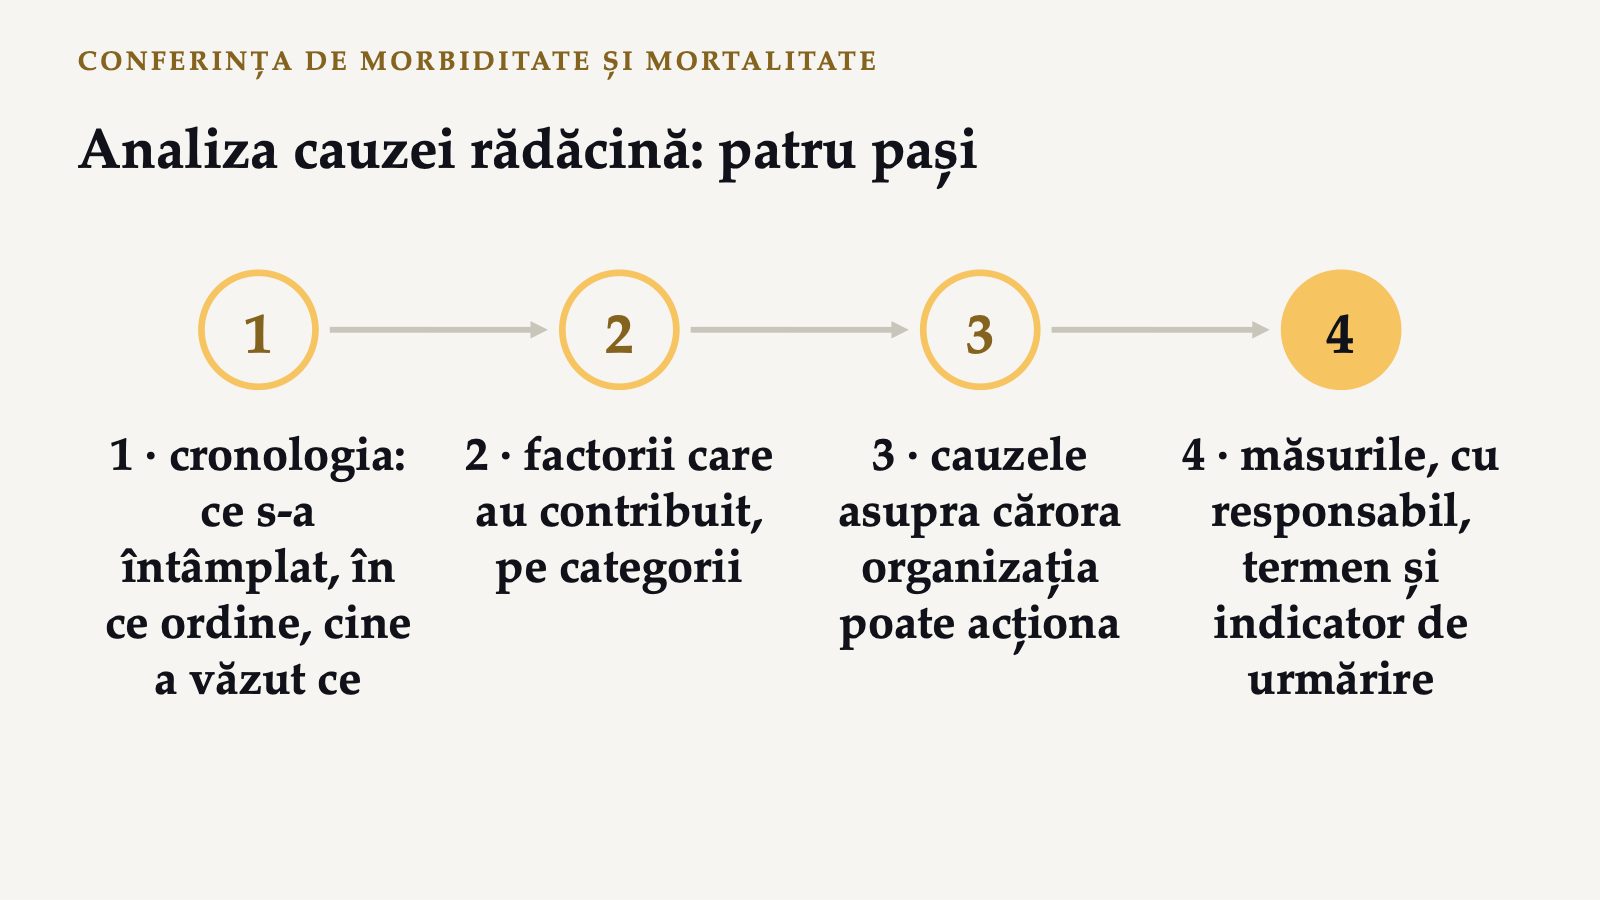 CONFERINȚA DE MORBIDITATE ȘI MORTALITATE
Analiza cauzei rădăcină: patru pași
1
2
3
4
1 · cronologia:
ce s-a
întâmplat, în
ce ordine, cine
a văzut ce
2 · factorii care
au contribuit,
pe categorii
3 · cauzele
asupra cărora
organizația
poate acționa
4 · măsurile, cu
responsabil,
termen și
indicator de
urmărire